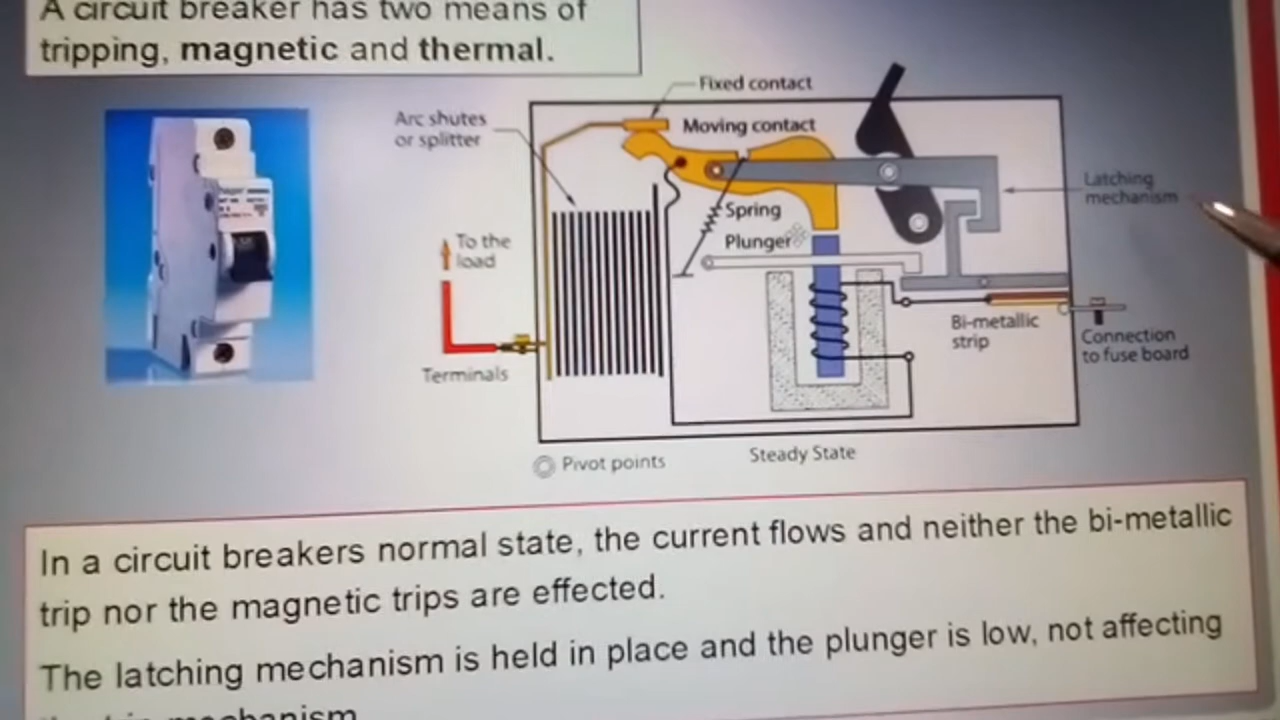 A circuit breaker has two means of
tripping, magnetic and thermal.
Fixed contact
Arc shutes
or splitter
Moving contact
Latching
mechanism
Spring
Plunger
To the
load
Bi-metallic
strip
Connection
to fuse board
Terminals
Pivot points
Steady State
In a circuit breakers normal state, the current flows and neither the bi-metallic
trip nor the magnetic trips are effected.
The latching mechanism is held in place and the plunger is low, not affecting
mechanism